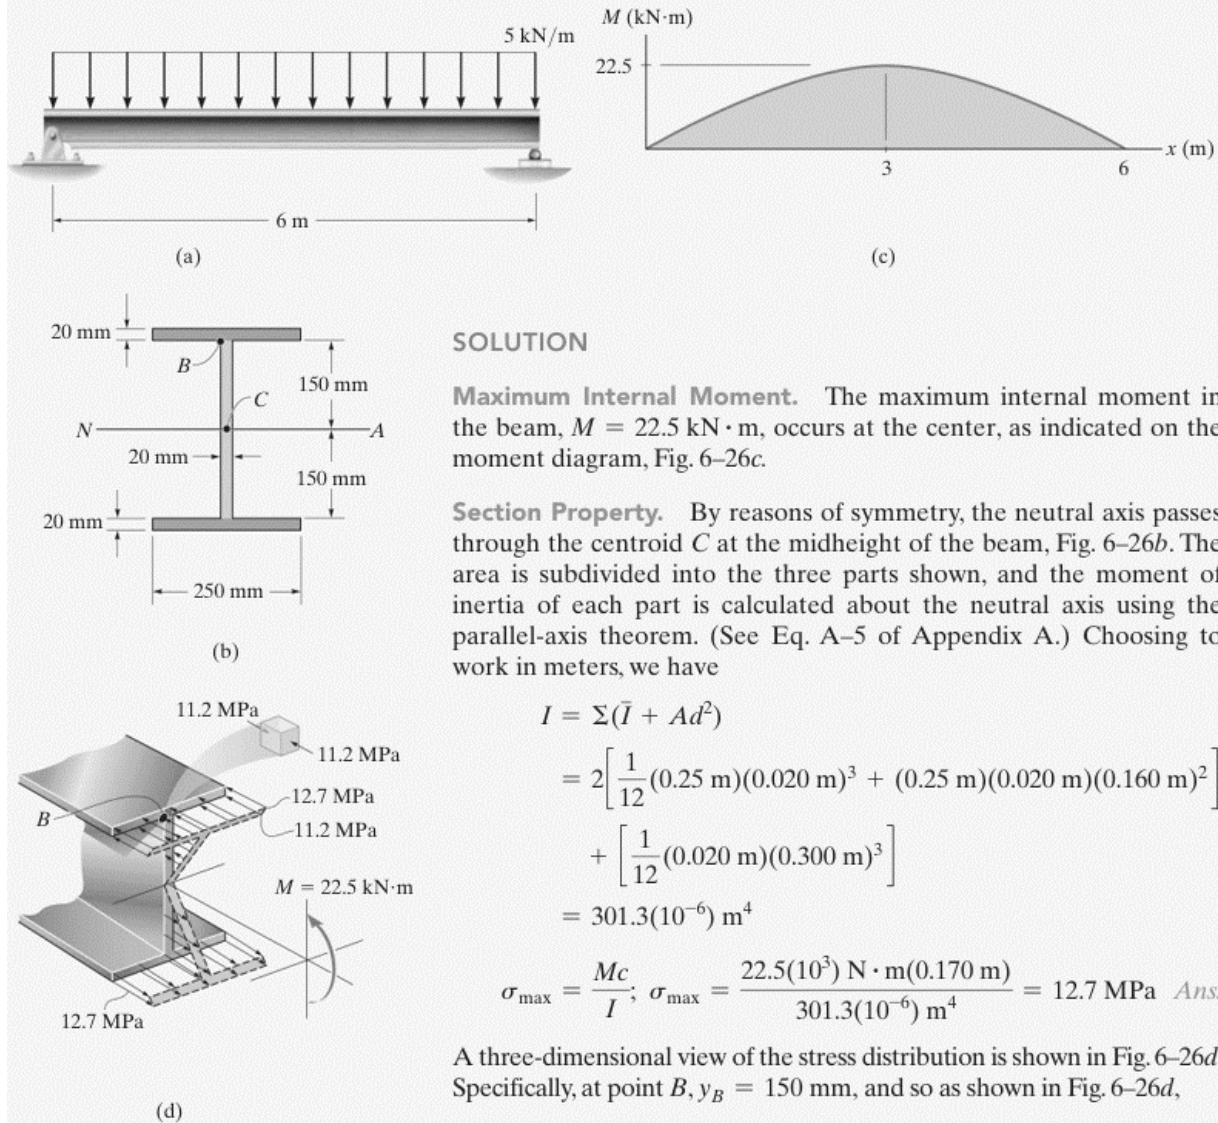 5 kN/m
6 m
(a)
M (kN·m)
22.5
3
6
x (m)
(c)
20 mm
B
150 mm
C
N
A
20 mm
150 mm
20 mm
250 mm
(b)
11.2 MPa
11.2 MPa
12.7 MPa
11.2 MPa
B
M = 22.5 kN·m
12.7 MPa
(d)
SOLUTION
Maximum Internal Moment. The maximum internal moment in
the beam, M = 22.5 kN · m, occurs at the center, as indicated on the
moment diagram, Fig. 6–26c.
Section Property. By reasons of symmetry, the neutral axis passes
through the centroid C at the midheight of the beam, Fig. 6–26b. The
area is subdivided into the three parts shown, and the moment of
inertia of each part is calculated about the neutral axis using the
parallel-axis theorem. (See Eq. A–5 of Appendix A.) Choosing to
work in meters, we have
I = Σ(Ī + Ad²)
= 2[1/12 (0.25 m)(0.020 m)³ + (0.25 m)(0.020 m)(0.160 m)²]
+ [1/12 (0.020 m)(0.300 m)³]
= 301.3(10⁻⁶) m⁴
σmax = Mc/I; σmax = 22.5(10³) N · m(0.170 m)/301.3(10⁻⁶) m⁴ = 12.7 MPa Ans.
A three-dimensional view of the stress distribution is shown in Fig. 6–26d
Specifically, at point B, yB = 150 mm, and so as shown in Fig. 6–26d,